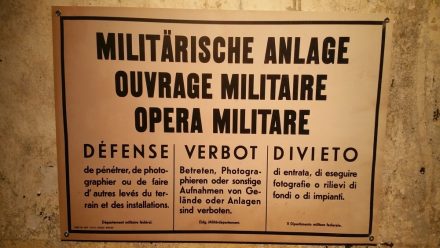 MILITÄRISCHE ANLAGE
OUVRAGE MILITAIRE
OPERA MILITARE
DÉFENSE
de pénétrer, de photo-
graphier ou de faire
d'autres levés du ter-
rain et des installations.
Département militaire fédéral.
VERBOT
Betreten, Photogra-
phieren oder sonstige
Aufnahmen von Ge-
lände oder Anlagen
sind verboten.
Eidg. Militärdepartement.
DIVIETO
di entrata, di eseguire
fotografie o rilievi di
fondi o di impianti.
Il Dipartimento militare federale.